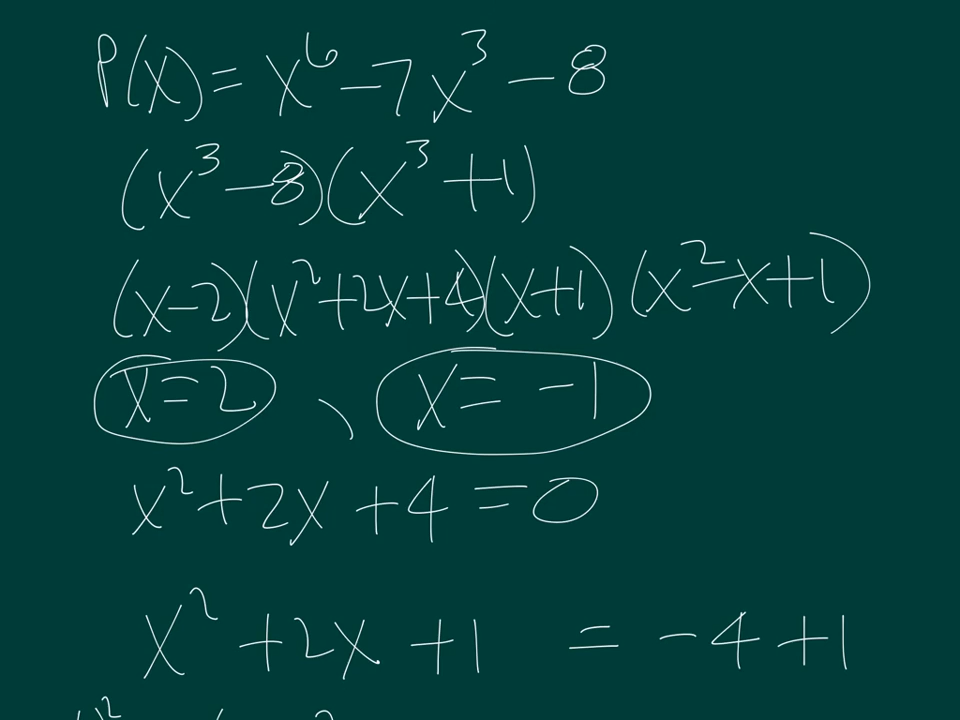 P(x) = x⁶ - 7x³ - 8
(x³ - 8)(x³ + 1)
(x - 2)(x² + 2x + 4)(x + 1)(x² - x + 1)
x = 2 , x = -1
x² + 2x + 4 = 0
x² + 2x + 1 = -4 + 1